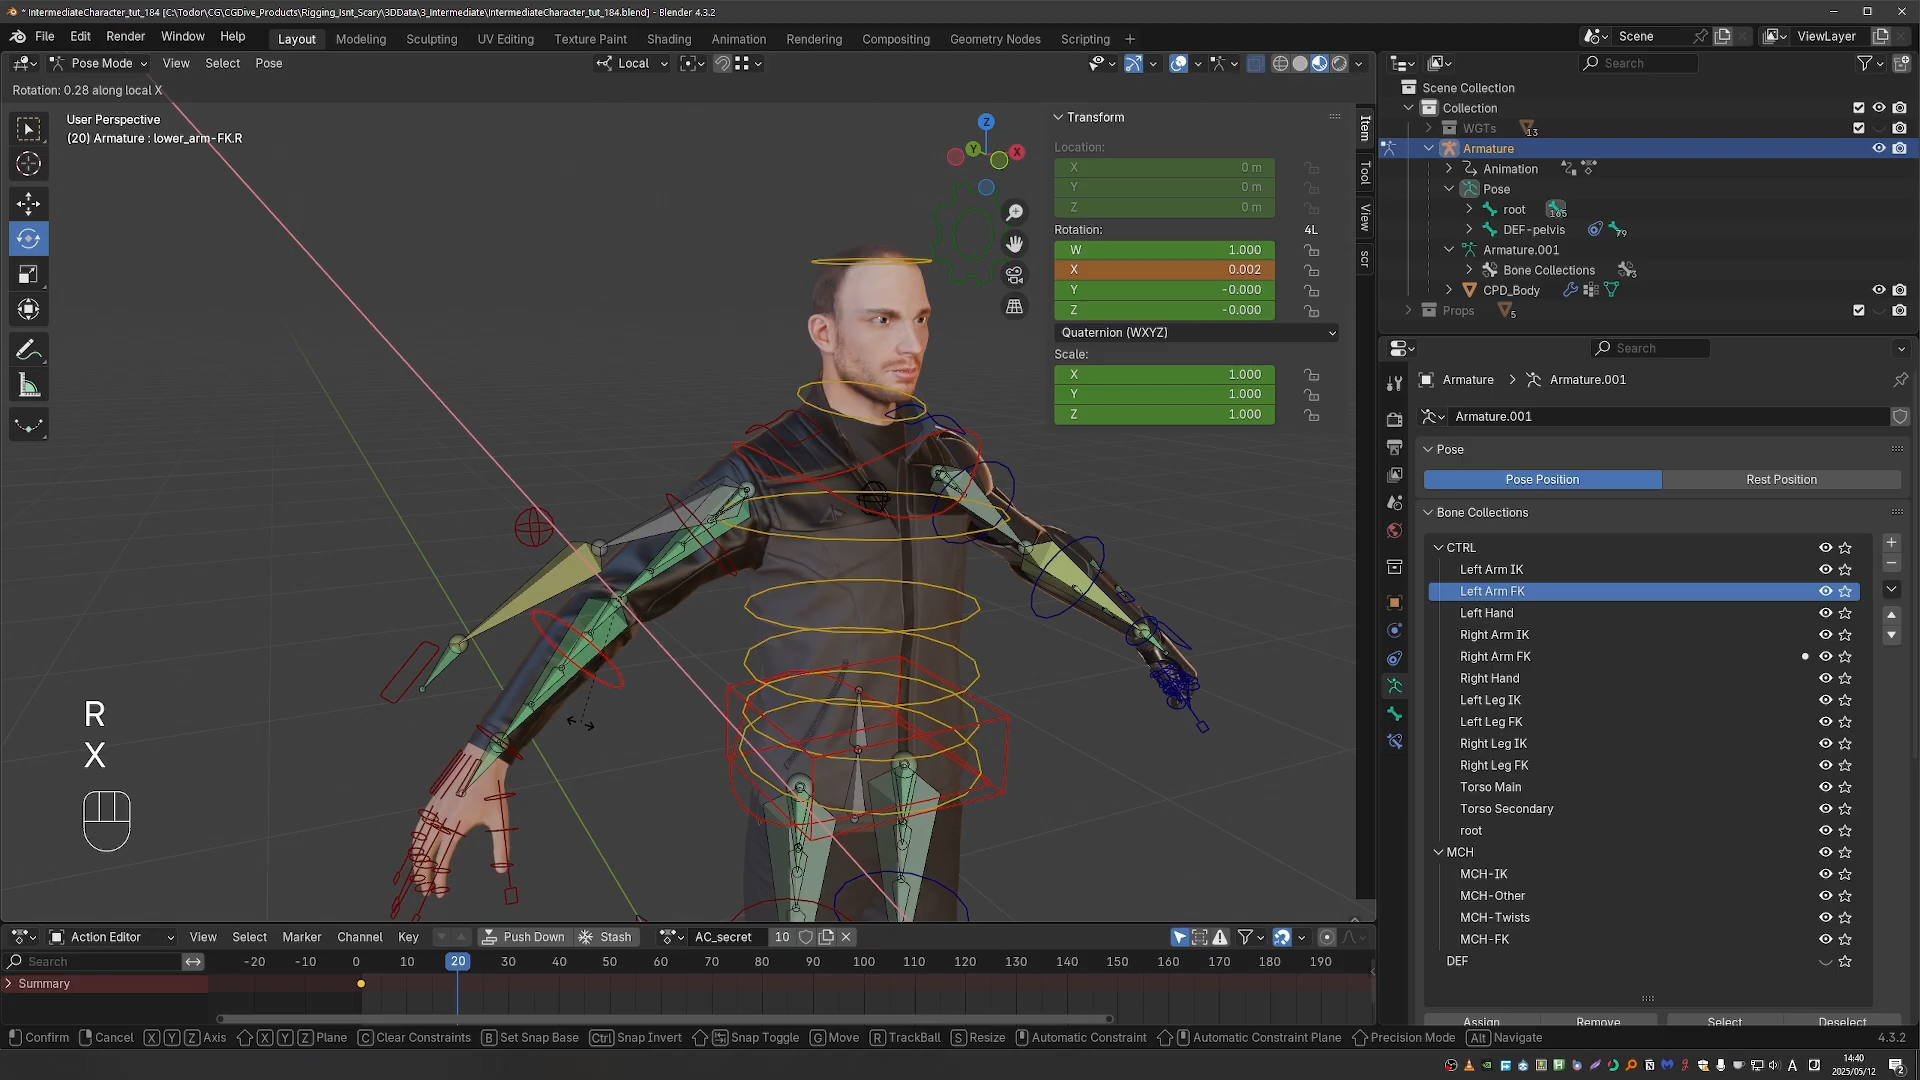 * IntermediateCharacter_tut_184 [C:\Todor\CG\CGDive_Products\Rigging_Isnt_Scary\3DData\3_Intermediate\IntermediateCharacter_tut_184.blend] - Blender 4.3.2
File Edit Render Window Help Layout Modeling Sculpting UV Editing Texture Paint Shading Animation Rendering Compositing Geometry Nodes Scripting + Scene ViewLayer
Pose Mode View Select Pose Local Search
Rotation: 0.28 along local X
User Perspective
(20) Armature : lower_arm-FK.R
Z
Y
X
Transform
Location:
X 0 m
Y 0 m
Z 0 m
Rotation: 4L
W 1.000
X 0.002
Y -0.000
Z -0.000
Quaternion (WXYZ)
Scale:
X 1.000
Y 1.000
Z 1.000
Item
Tool
View
scr
Scene Collection
Collection
WGTs 13
Armature
Animation
Pose
root 165
DEF-pelvis 79
Armature.001
Bone Collections 3
CPD_Body
Props 5
Search
Armature > Armature.001
Armature.001
Pose
Pose Position Rest Position
Bone Collections
CTRL
Left Arm IK
Left Arm FK
Left Hand
Right Arm IK
Right Arm FK
Right Hand
Left Leg IK
Left Leg FK
Right Leg IK
Right Leg FK
Torso Main
Torso Secondary
root
MCH
MCH-IK
MCH-Other
MCH-Twists
MCH-FK
DEF
Assign Remove Select Deselect
R
X
Action Editor View Select Marker Channel Key Push Down Stash AC_secret 10
Search -20 -10 0 10 20 30 40 50 60 70 80 90 100 110 120 130 140 150 160 170 180 190
Summary
Confirm Cancel X Y Z Axis X Y Z Plane C Clear Constraints B Set Snap Base Ctrl Snap Invert Snap Toggle G Move R TrackBall S Resize Automatic Constraint Automatic Constraint Plane Precision Mode Alt Navigate 4.3.2
A 14:40
2025/05/12 2